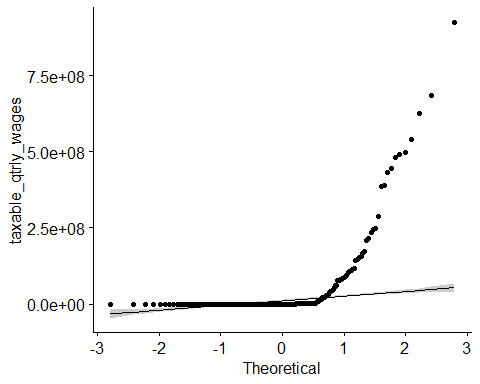 taxable_qtrly_wages
7.5e+08
5.0e+08
2.5e+08
0.0e+00
-3 -2 -1 0 1 2 3
Theoretical